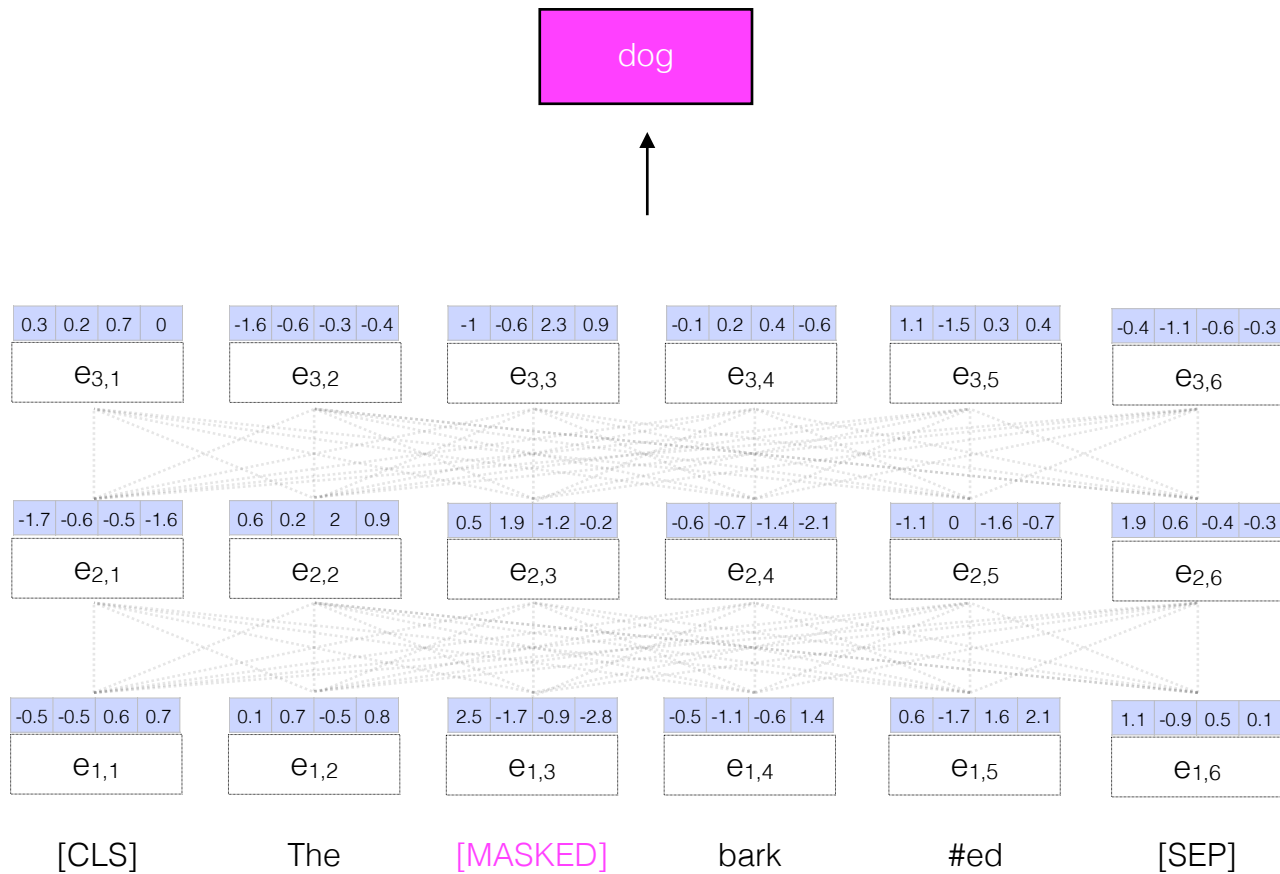 dog
0.3 0.2 0.7 0 -1.6 -0.6 -0.3 -0.4 -1 -0.6 2.3 0.9 -0.1 0.2 0.4 -0.6 1.1 -1.5 0.3 0.4 -0.4 -1.1 -0.6 -0.3
e3,1 e3,2 e3,3 e3,4 e3,5 e3,6
-1.7 -0.6 -0.5 -1.6 0.6 0.2 2 0.9 0.5 1.9 -1.2 -0.2 -0.6 -0.7 -1.4 -2.1 -1.1 0 -1.6 -0.7 1.9 0.6 -0.4 -0.3
e2,1 e2,2 e2,3 e2,4 e2,5 e2,6
-0.5 -0.5 0.6 0.7 0.1 0.7 -0.5 0.8 2.5 -1.7 -0.9 -2.8 -0.5 -1.1 -0.6 1.4 0.6 -1.7 1.6 2.1 1.1 -0.9 0.5 0.1
e1,1 e1,2 e1,3 e1,4 e1,5 e1,6
[CLS] The [MASKED] bark #ed [SEP]